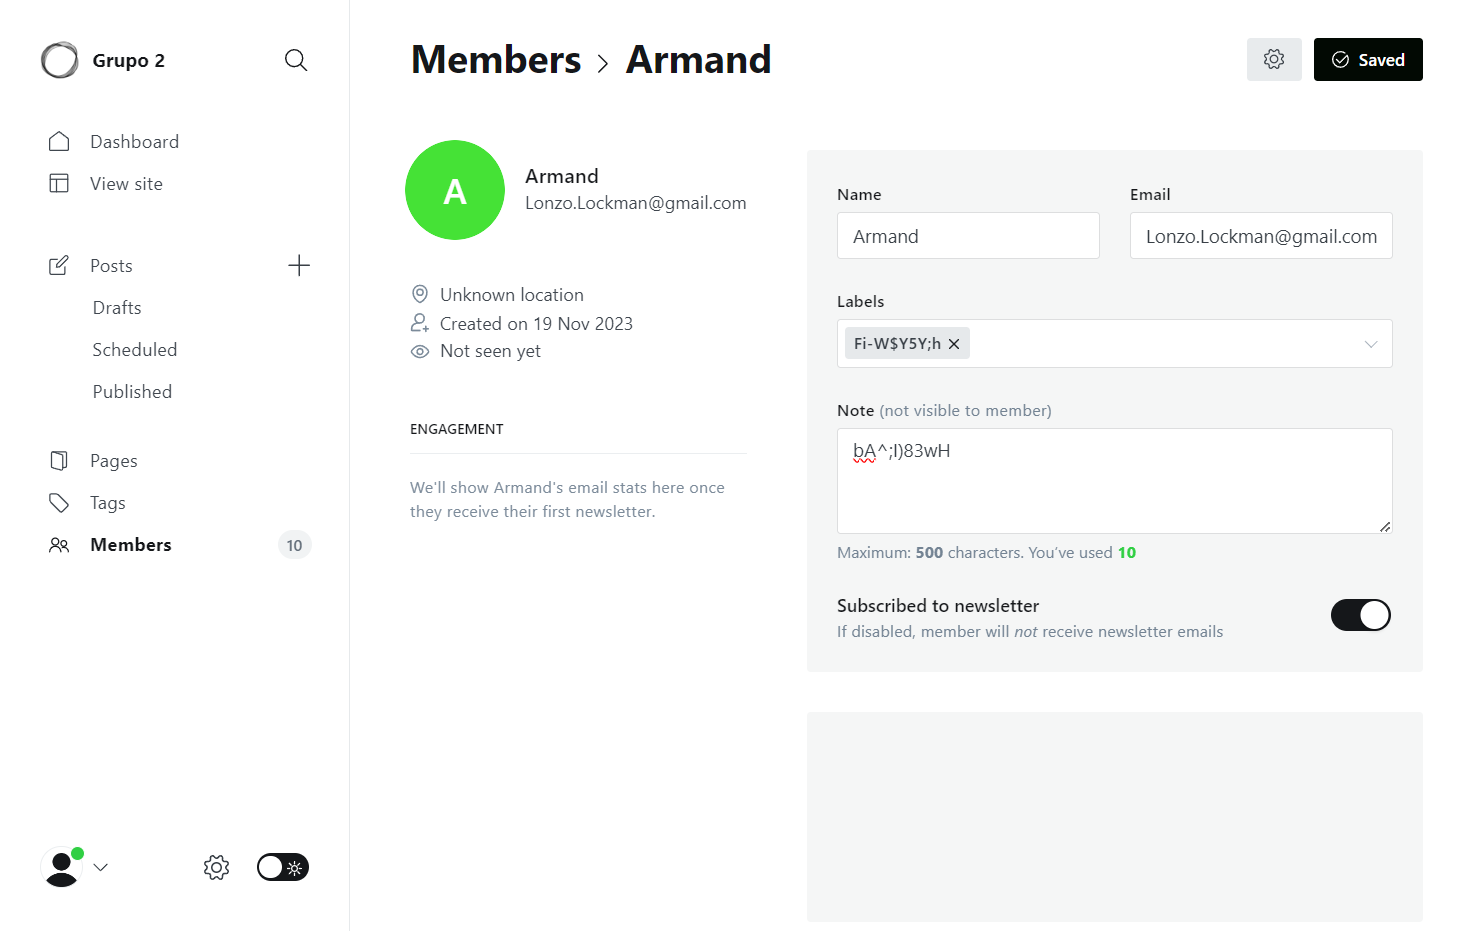 Grupo 2
Dashboard
View site
Posts
Drafts
Scheduled
Published
Pages
Tags
Members 10
Members > Armand
Saved
A
Armand
Lonzo.Lockman@gmail.com
Unknown location
Created on 19 Nov 2023
Not seen yet
ENGAGEMENT
We'll show Armand's email stats here once
they receive their first newsletter.
Name
Armand
Email
Lonzo.Lockman@gmail.com
Labels
Fi-W$Y5Y;h
Note (not visible to member)
bA^;I)83wH
Maximum: 500 characters. You've used 10
Subscribed to newsletter
If disabled, member will not receive newsletter emails